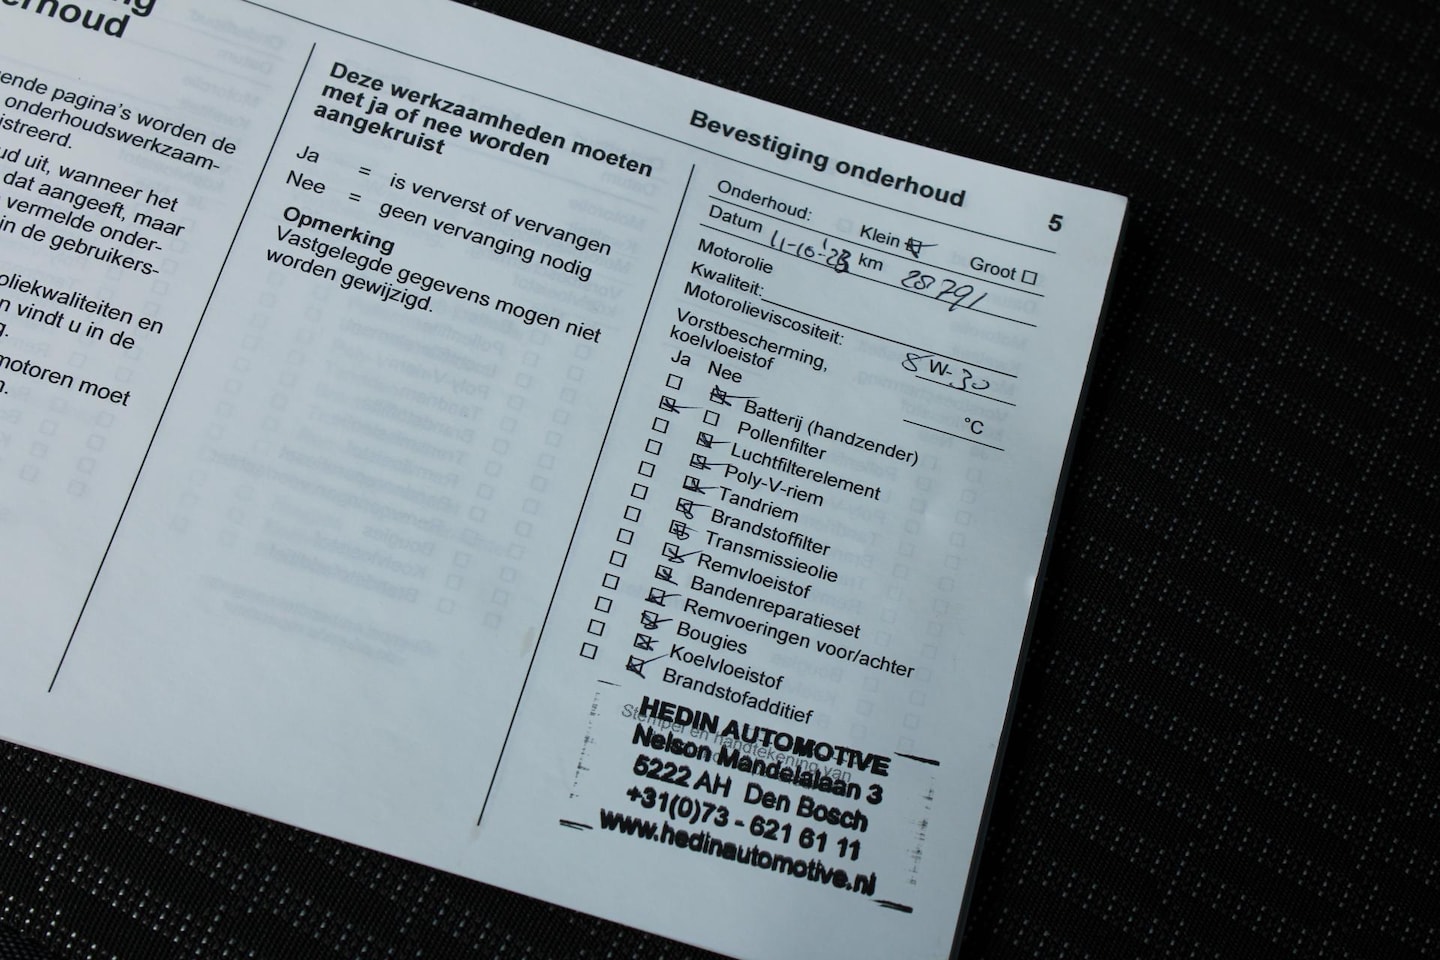 erhoud
ende pagina's worden de
onderhoudswerkzaam-
istreerd.
ud uit, wanneer het
dat aangeeft, maar
vermelde onder-
in de gebruikers-
oliekwaliteiten en
n vindt u in de
g.
motoren moet
n.
Deze werkzaamheden moeten
met ja of nee worden
aangekruist
Ja = is ververst of vervangen
Nee = geen vervanging nodig
Opmerking
Vastgelegde gegevens mogen niet
worden gewijzigd.
Bevestiging onderhoud
5
Onderhoud: Klein Groot
Datum 11-10-'23 km 28791
Motorolie
Kwaliteit:
Motorolieviscositeit: W-30
Vorstbescherming,
koelvloeistof °C
Ja Nee
Batterij (handzender)
Pollenfilter
Luchtfilterelement
Poly-V-riem
Tandriem
Brandstoffilter
Transmissieolie
Remvloeistof
Bandenreparatieset
Remvoeringen voor/achter
Bougies
Koelvloeistof
Brandstofadditief
Stempel en handtekening van
HEDIN AUTOMOTIVE
Nelson Mandelalaan 3
5222 AH Den Bosch
+31(0)73 - 621 61 11
www.hedinautomotive.nl